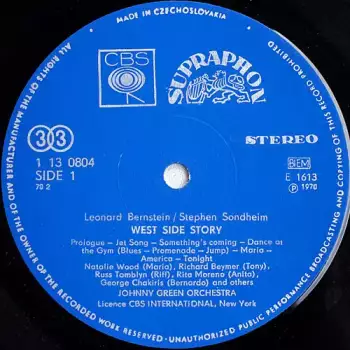 MADE IN CZECHOSLOVAKIA
ALL RIGHTS OF THE MANUFACTURER AND OF THE OWNER OF THE RECORDED WORK RESERVED · UNAUTHORIZED PUBLIC PERFORMANCE BROADCASTING AND COPYING OF THIS RECORD PROHIBITED
CBS
SUPRAPHON
33
1 13 0804
SIDE 1
70 2
STEREO
BIEM
E 1613
Ⓟ 1970
Leonard Bernstein/Stephen Sondheim
WEST SIDE STORY
Prologue - Jet Song - Something's coming - Dance at
the Gym (Blues - Promenade - Jump) - Maria -
America - Tonight
Natalie Wood (Maria), Richard Beymer (Tony),
Russ Tamblyn (Riff), Rita Moreno (Anita),
George Chakiris (Bernardo) and others
JOHNNY GREEN ORCHESTRA
Licence CBS INTERNATIONAL, New York